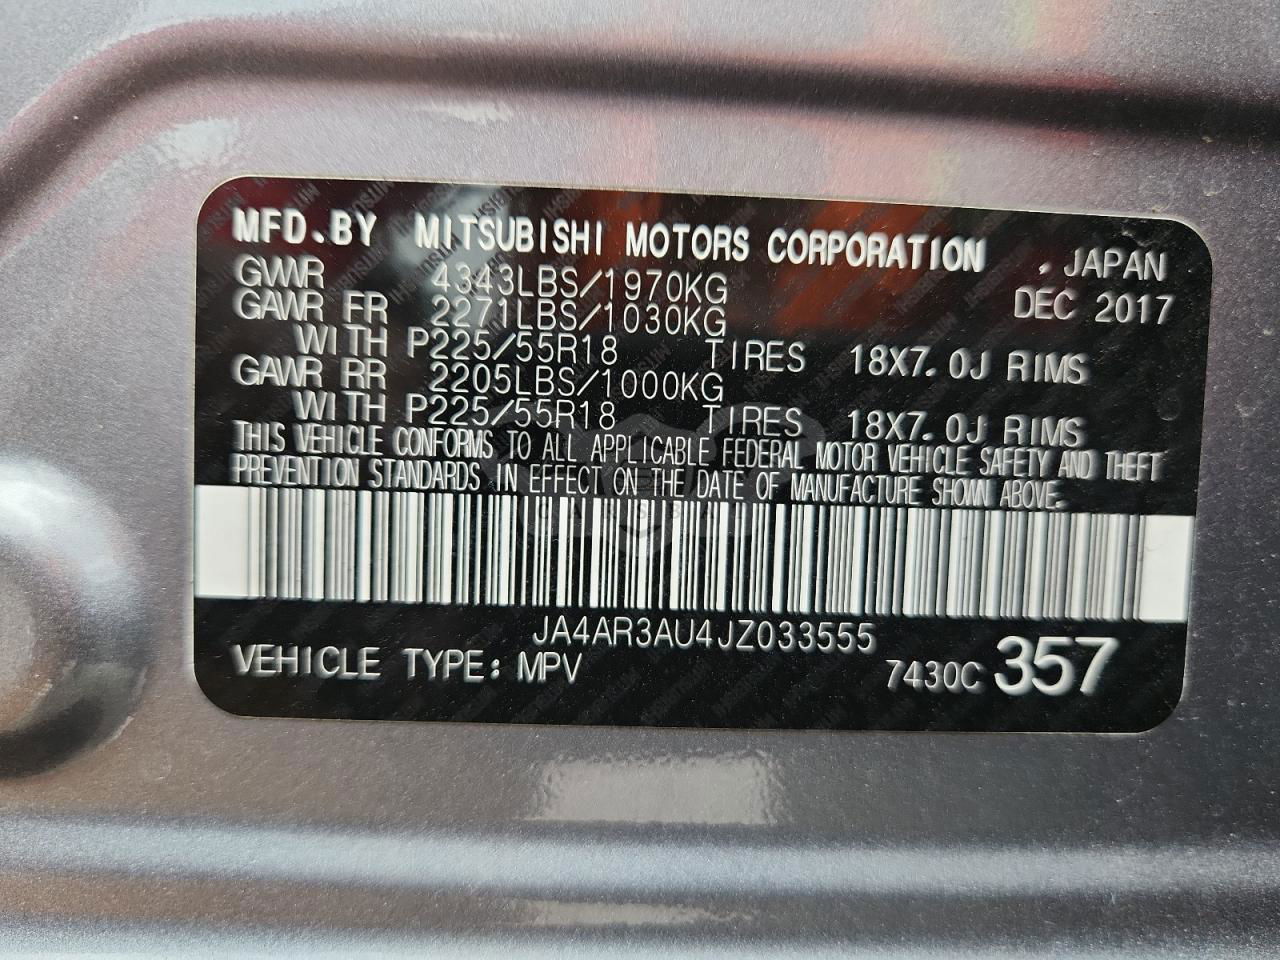 MFD.BY MITSUBISHI MOTORS CORPORATION , JAPAN
GVWR 4343LBS/1970KG DEC 2017
GAWR FR 2271LBS/1030KG
WITH P225/55R18 TIRES 18X7.0J RIMS
GAWR RR 2205LBS/1000KG
WITH P225/55R18 TIRES 18X7.0J RIMS
THIS VEHICLE CONFORMS TO ALL APPLICABLE FEDERAL MOTOR VEHICLE SAFETY AND THEFT
PREVENTION STANDARDS IN EFFECT ON THE DATE OF MANUFACTURE SHOWN ABOVE.
JA4AR3AU4JZ033555
VEHICLE TYPE: MPV 7430C 357